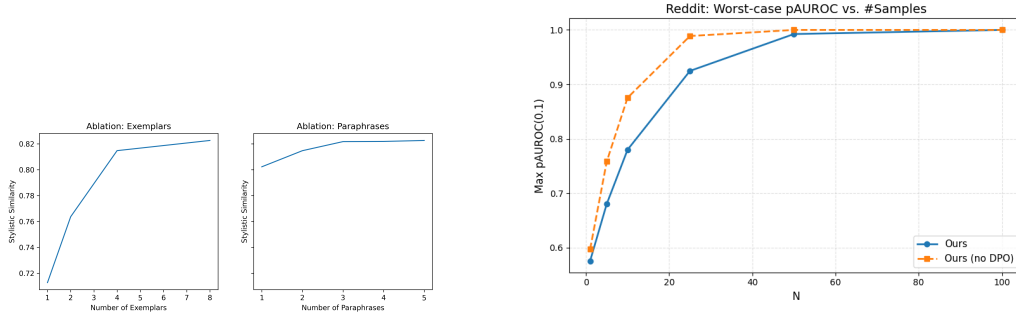 Ablation: Exemplars
0.82
0.80
0.78
0.76
0.74
0.72
Stylistic Similarity
1 2 3 4 5 6 7 8
Number of Exemplars
Ablation: Paraphrases
Stylistic Similarity
1 2 3 4 5
Number of Paraphrases
Reddit: Worst-case pAUROC vs. #Samples
1.0
0.9
0.8
0.7
0.6
Max pAUROC(0.1)
0 20 40 60 80 100
N
Ours
Ours (no DPO)